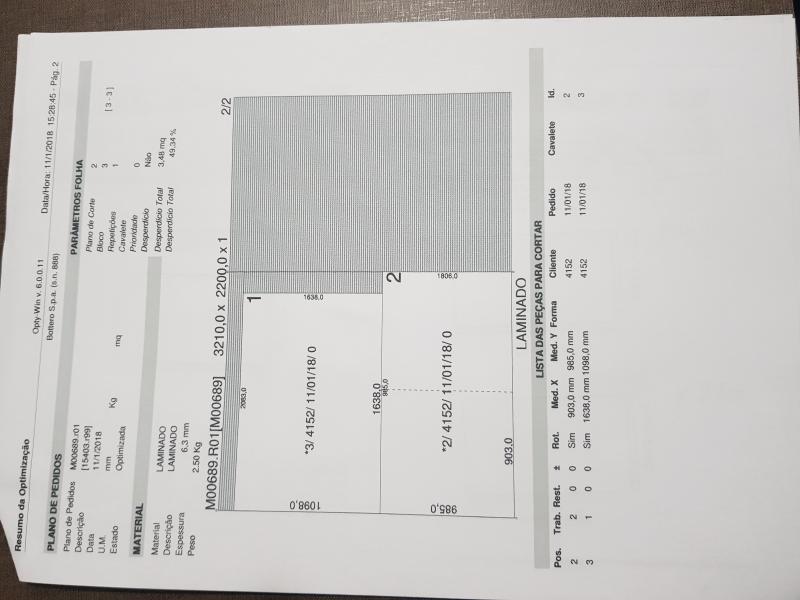 Resumo da Optimização
Opty-Win v. 6.0.0.11
Data/Hora: 11/1/2018 15:28:45 - Pág. 2
Bottero S.p.a. (s.n. 888)
PLANO DE PEDIDOS
Plano de Pedidos M00689.r01
Descrição [15403.r99]
Data 11/1/2018
U.M. mm Kg mq
Estado Optimizada
PARÂMETROS FOLHA
Plano de Corte 2
Bloco 3 [ 3 - 3 ]
Repetições 1
Cavalete
Prioridade 0
Desperdício Não
Desperdício Total 3,48 mq
Desperdício Total 49,34 %
MATERIAL
Material LAMINADO
Descrição LAMINADO
Espessura 6,3 mm
Peso 2.50 Kg
M00689.R01[M00689] 3210,0 x 2200,0 x 1 2/2
2083,0
1
1638,0
*3/ 4152/ 11/01/18/ 0
1098,0
1638,0
985,0
2
1806,0
*2/ 4152/ 11/01/18/ 0
985,0
903,0
LAMINADO
LISTA DAS PEÇAS PARA CORTAR
Pos. Trab. Rest. ± Rot. Med. X Med. Y Forma Cliente Pedido Cavalete Id.
2 2 0 0 Sim 903,0 mm 985,0 mm 4152 11/01/18 2
3 1 0 0 Sim 1638,0 mm 1098,0 mm 4152 11/01/18 3